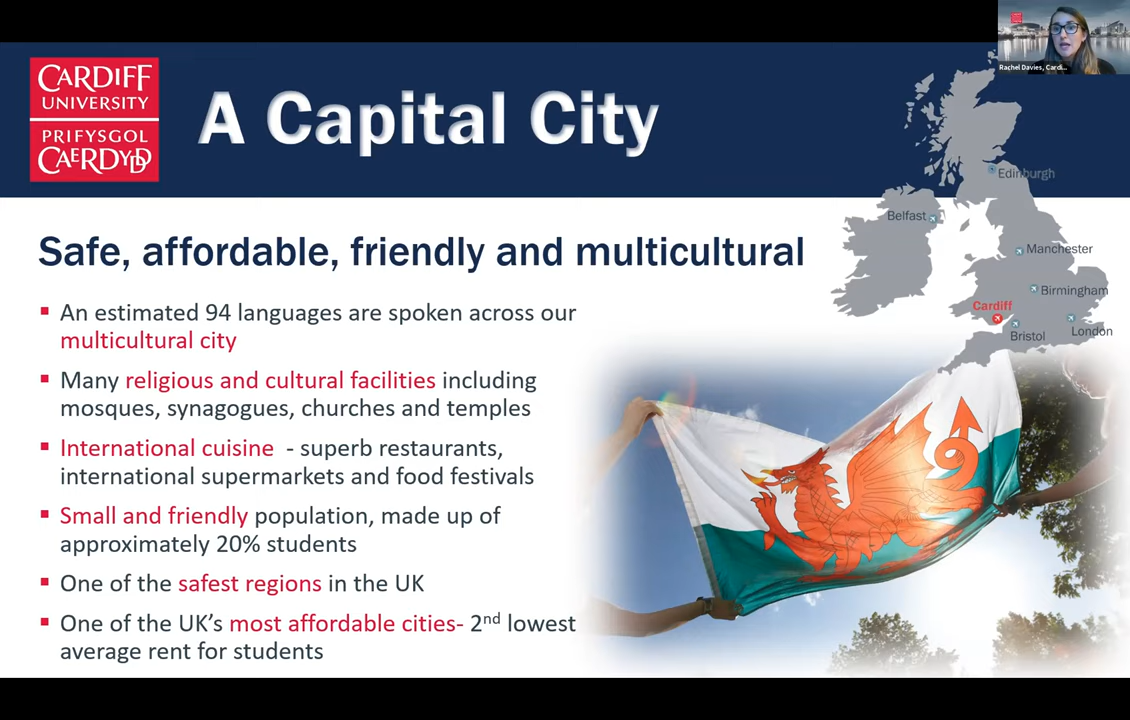 Rachel Davies, Cardi...
CARDIFF
UNIVERSITY
PRIFYSGOL
CAERDYDD
A Capital City
Safe, affordable, friendly and multicultural
▪ An estimated 94 languages are spoken across our
multicultural city
▪ Many religious and cultural facilities including
mosques, synagogues, churches and temples
▪ International cuisine - superb restaurants,
international supermarkets and food festivals
▪ Small and friendly population, made up of
approximately 20% students
▪ One of the safest regions in the UK
▪ One of the UK's most affordable cities- 2nd lowest
average rent for students
Edinburgh
Belfast
Manchester
Birmingham
Cardiff
Bristol
London